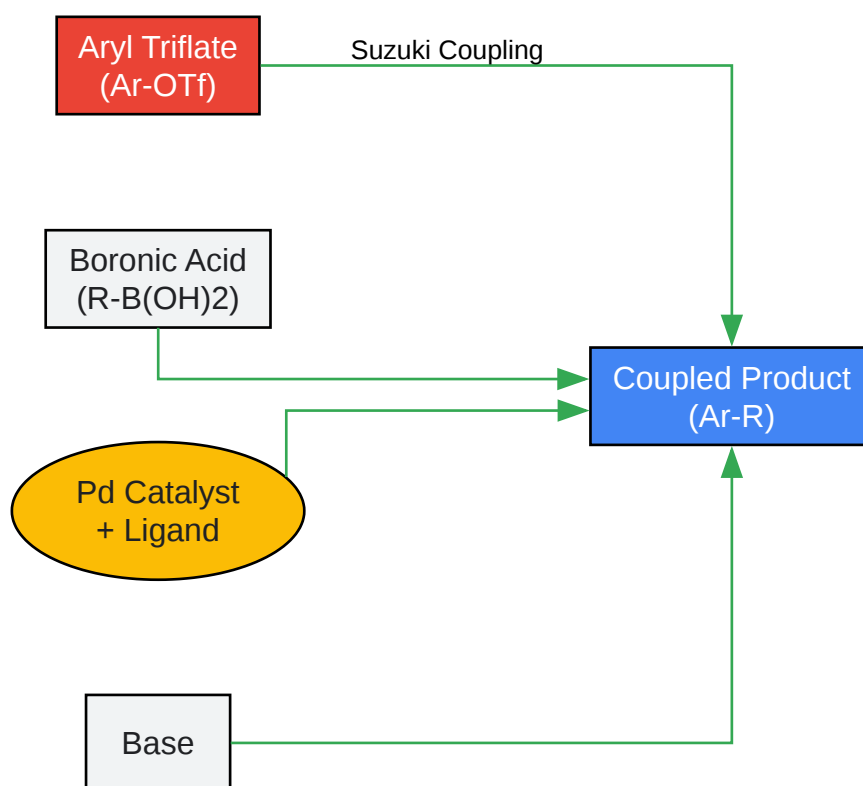 Aryl Triflate
(Ar-OTf)
Suzuki Coupling
Boronic Acid
(R-B(OH)2)
Coupled Product
(Ar-R)
Pd Catalyst
+ Ligand
Base